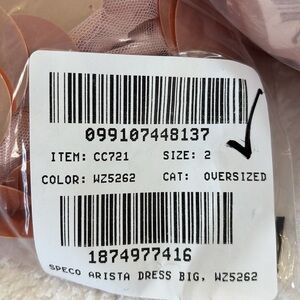 099107448137
ITEM: CC721 SIZE: 2
COLOR: WZ5262 CAT: OVERSIZED
1874977416
SPECO ARISTA DRESS BIG, WZ5262